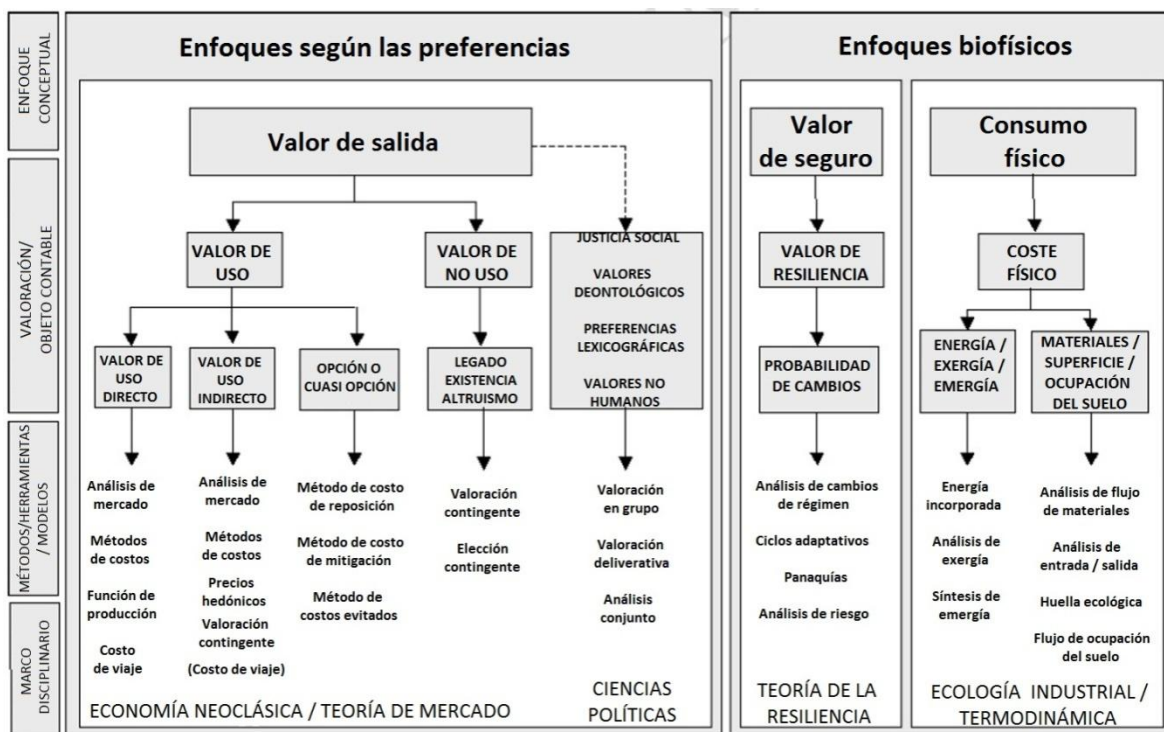 ENFOQUE
CONCEPTUAL
Enfoques según las preferencias
Enfoques biofísicos
Valor de salida
Valor
de seguro
Consumo
físico
VALORACIÓN/
OBJETO CONTABLE
VALOR DE
USO
VALOR DE
NO USO
JUSTICIA SOCIAL
VALORES
DEONTOLÓGICOS
PREFERENCIAS
LEXICOGRÁFICAS
VALORES NO
HUMANOS
VALOR DE
RESILIENCIA
COSTE
FÍSICO
VALOR DE
USO
DIRECTO
VALOR DE
USO
INDIRECTO
OPCIÓN O
CUASI OPCIÓN
LEGADO
EXISTENCIA
ALTRUISMO
PROBABILIDAD
DE CAMBIOS
ENERGÍA /
EXERGÍA /
EMERGÍA
MATERIALES /
SUPERFICIE /
OCUPACIÓN
DEL SUELO
MÉTODOS/HERRAMIENTAS
/ MODELOS
Análisis de
mercado
Métodos
de costos
Función de
producción
Costo
de viaje
Análisis de
mercado
Métodos
de costos
Precios
hedónicos
Valoración
contingente
(Costo de viaje)
Método de costo
de reposición
Método de costo
de mitigación
Método de
costos evitados
Valoración
contingente
Elección
contingente
Valoración
en grupo
Valoración
deliverativa
Análisis
conjunto
Análisis de cambios
de régimen
Ciclos adaptativos
Panaquías
Análisis de riesgo
Energía
incorporada
Análisis de
exergía
Síntesis de
emergía
Análisis de flujo
de materiales
Análisis de
entrada / salida
Huella ecológica
Flujo de ocupación
del suelo
MARCO
DISCIPLINARIO
ECONOMÍA NEOCLÁSICA / TEORÍA DE MERCADO
CIENCIAS
POLÍTICAS
TEORÍA DE LA
RESILIENCIA
ECOLOGÍA INDUSTRIAL /
TERMODINÁMICA